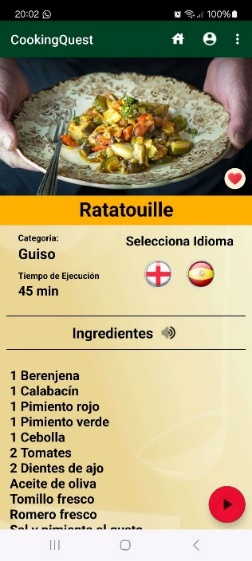 20:02 100%
CookingQuest
Ratatouille
Categoria:
Guiso
Tiempo de Ejecución
45 min
Selecciona Idioma
Ingredientes
1 Berenjena
1 Calabacín
1 Pimiento rojo
1 Pimiento verde
1 Cebolla
2 Tomates
2 Dientes de ajo
Aceite de oliva
Tomillo fresco
Romero fresco
Sal y pimienta al gusto